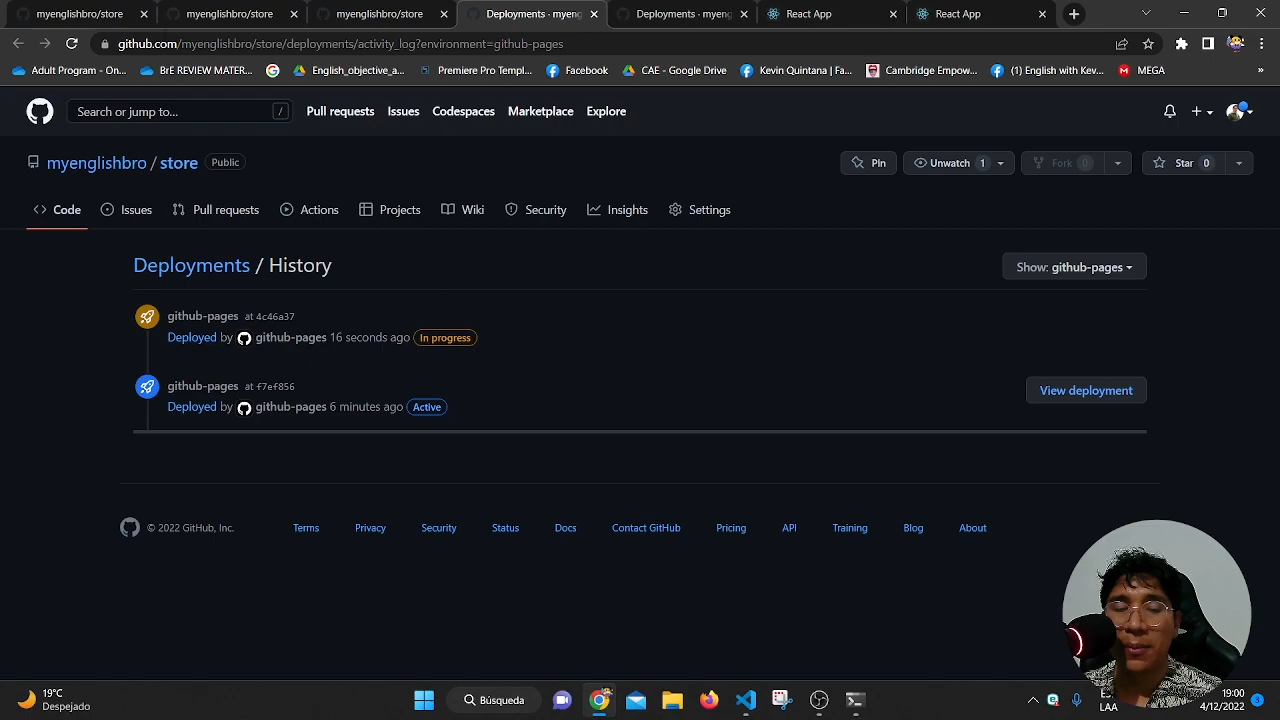 myenglishbro/store
myenglishbro/store
myenglishbro/store
Deployments · myeng
Deployments · myeng
React App
React App
github.com/myenglishbro/store/deployments/activity_log?environment=github-pages
Adult Program - On...
BrE REVIEW MATER...
English_objective_a...
Premiere Pro Templ...
Facebook
CAE - Google Drive
Kevin Quintana | Fa...
Cambridge Empow...
(1) English with Kev...
MEGA
»
Search or jump to... /
Pull requests
Issues
Codespaces
Marketplace
Explore
myenglishbro / store Public
Pin
Unwatch 1
Fork 0
Star 0
Code
Issues
Pull requests
Actions
Projects
Wiki
Security
Insights
Settings
Deployments / History
Show: github-pages
github-pages at 4c46a37
Deployed by github-pages 16 seconds ago In progress
github-pages at f7ef856
Deployed by github-pages 6 minutes ago Active
View deployment
© 2022 GitHub, Inc.
Terms
Privacy
Security
Status
Docs
Contact GitHub
Pricing
API
Training
Blog
About
19°C
Despejado
Búsqueda
LAA
19:00
4/12/2022
3